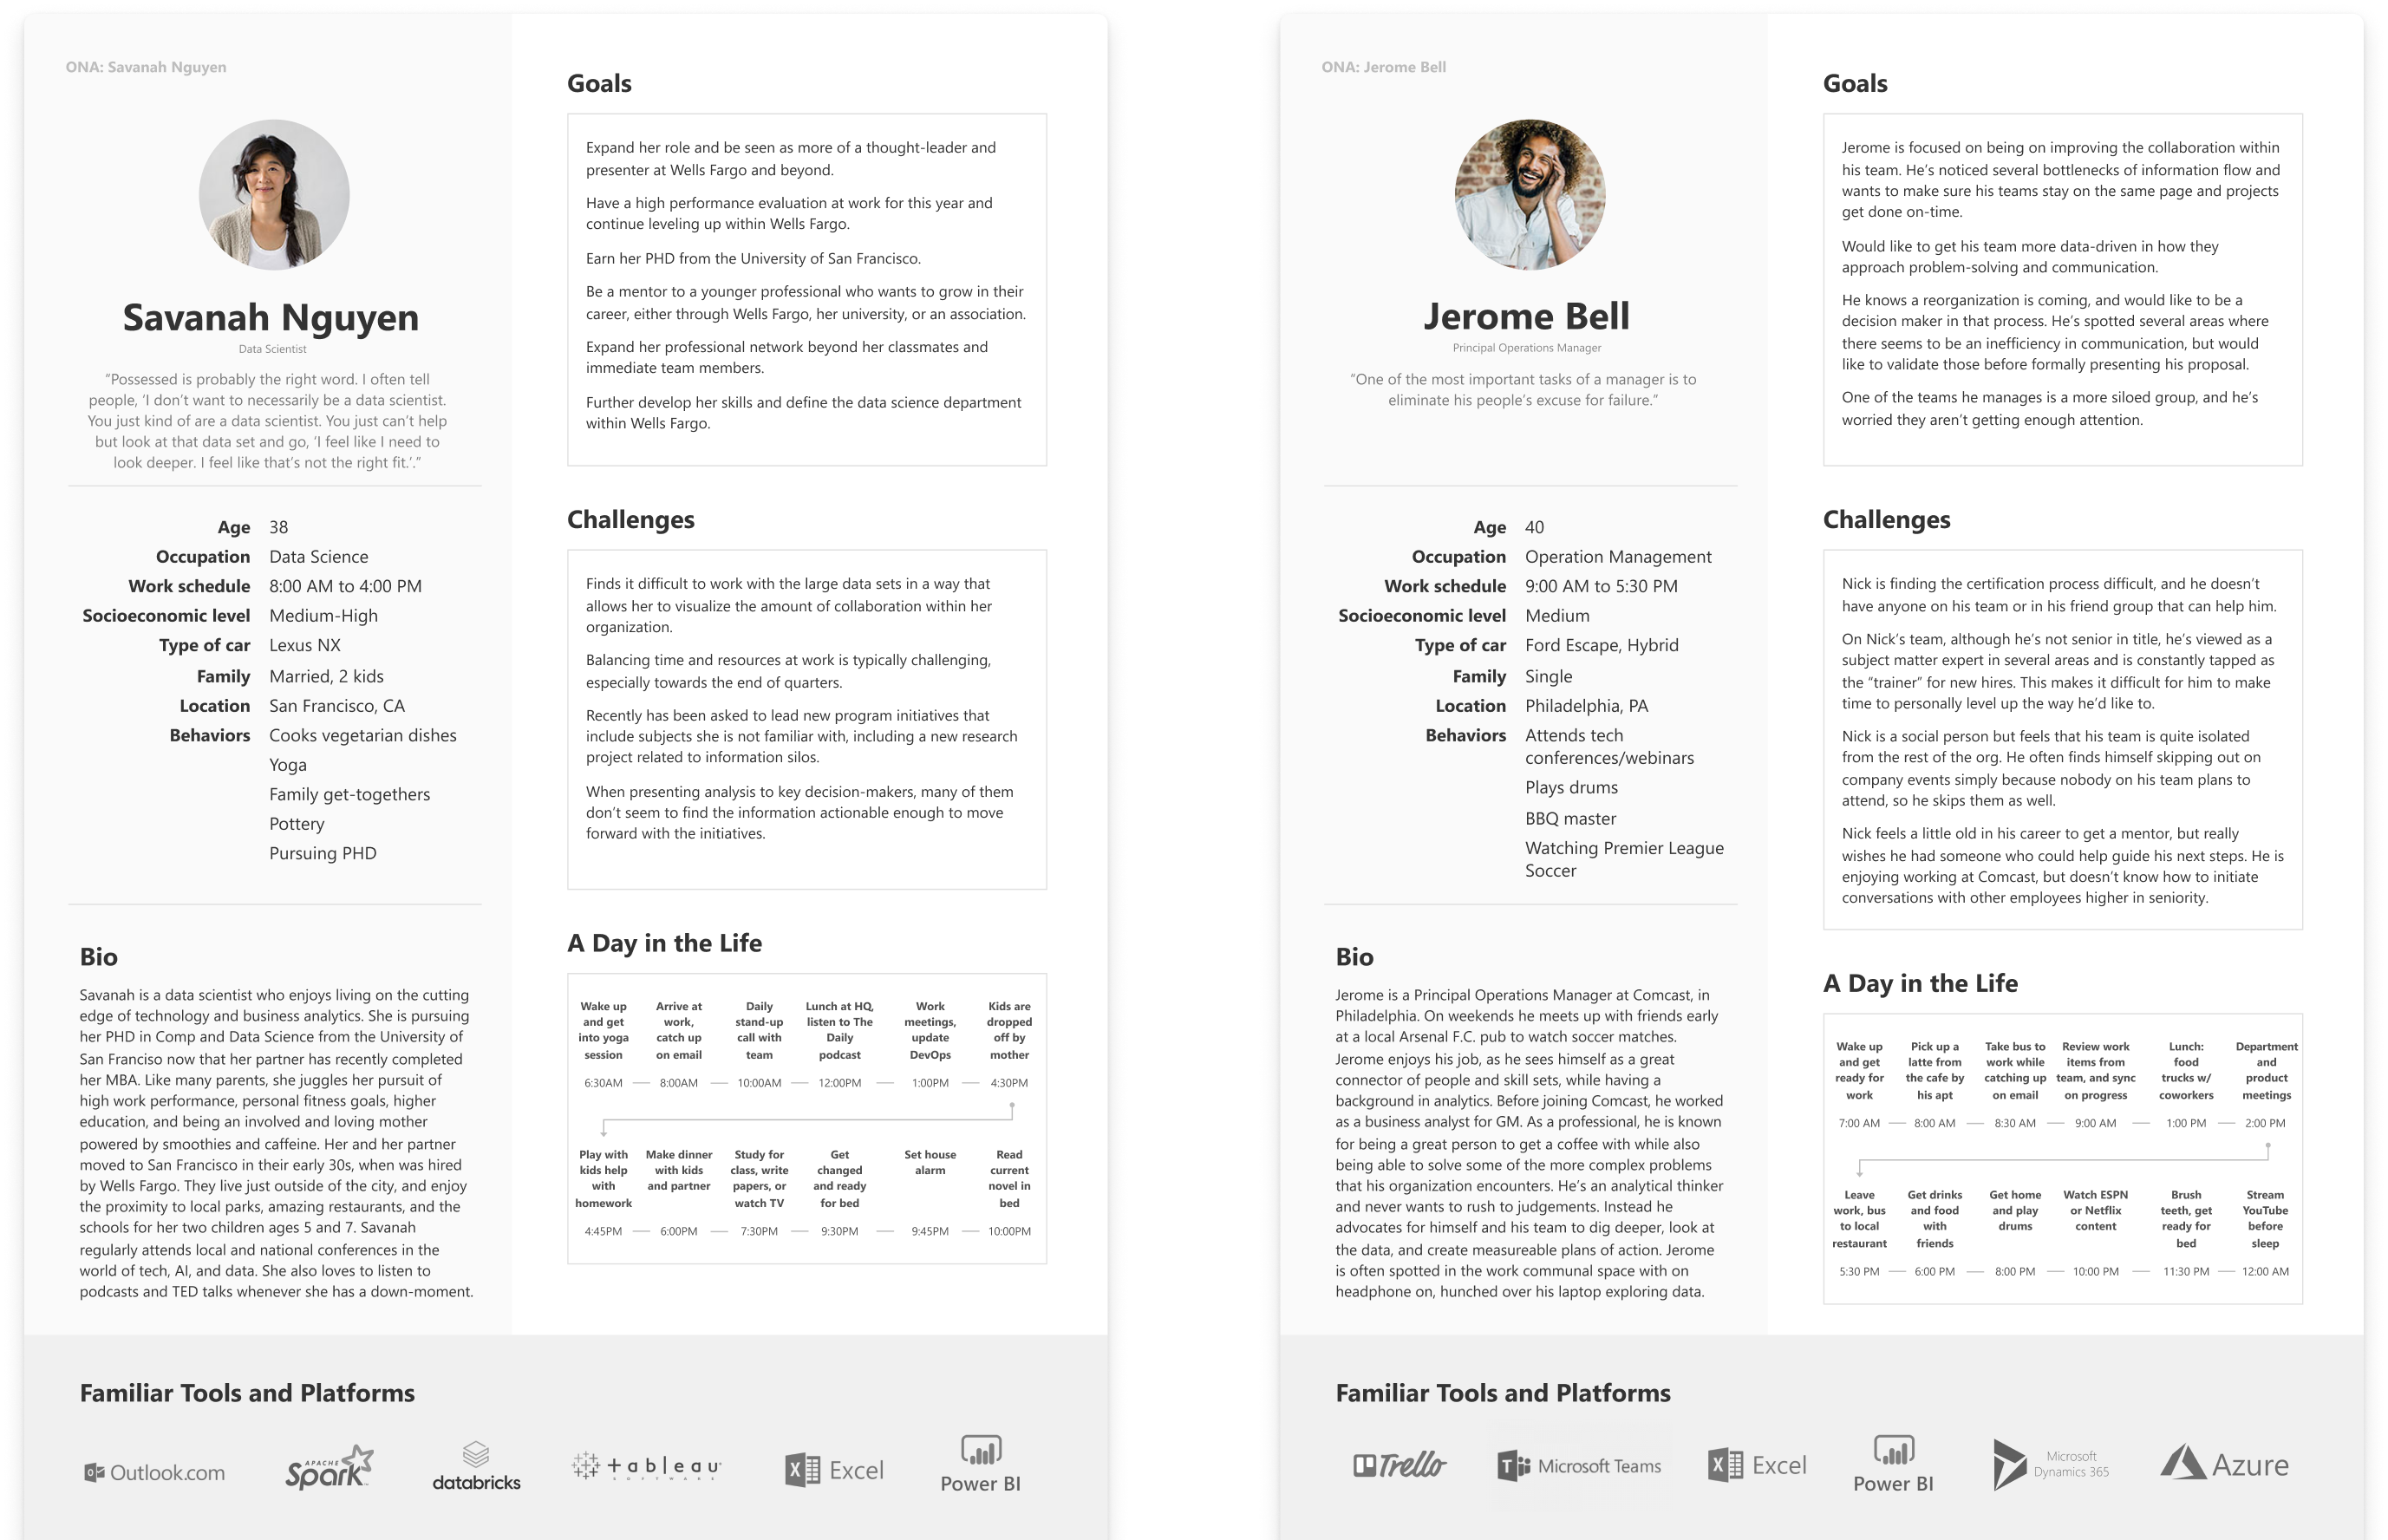 ONA: Savanah Nguyen
Savanah Nguyen
Data Scientist
“Possessed is probably the right word. I often tell
people, ‘I don’t want to necessarily be a data scientist.
You just kind of are a data scientist. You just can’t help
but look at that data set and go, ‘I feel like I need to
look deeper. I feel like that’s not the right fit.’.”
Age 38
Occupation Data Science
Work schedule 8:00 AM to 4:00 PM
Socioeconomic level Medium-High
Type of car Lexus NX
Family Married, 2 kids
Location San Francisco, CA
Behaviors Cooks vegetarian dishes
Yoga
Family get-togethers
Pottery
Pursuing PHD
Bio
Savanah is a data scientist who enjoys living on the cutting
edge of technology and business analytics. She is pursuing
her PHD in Comp and Data Science from the University of
San Franciso now that her partner has recently completed
her MBA. Like many parents, she juggles her pursuit of
high work performance, personal fitness goals, higher
education, and being an involved and loving mother
powered by smoothies and caffeine. Her and her partner
moved to San Francisco in their early 30s, when was hired
by Wells Fargo. They live just outside of the city, and enjoy
the proximity to local parks, amazing restaurants, and the
schools for her two children ages 5 and 7. Savanah
regularly attends local and national conferences in the
world of tech, AI, and data. She also loves to listen to
podcasts and TED talks whenever she has a down-moment.
Goals
Expand her role and be seen as more of a thought-leader and
presenter at Wells Fargo and beyond.
Have a high performance evaluation at work for this year and
continue leveling up within Wells Fargo.
Earn her PHD from the University of San Francisco.
Be a mentor to a younger professional who wants to grow in their
career, either through Wells Fargo, her university, or an association.
Expand her professional network beyond her classmates and
immediate team members.
Further develop her skills and define the data science department
within Wells Fargo.
Challenges
Finds it difficult to work with the large data sets in a way that
allows her to visualize the amount of collaboration within her
organization.
Balancing time and resources at work is typically challenging,
especially towards the end of quarters.
Recently has been asked to lead new program initiatives that
include subjects she is not familiar with, including a new research
project related to information silos.
When presenting analysis to key decision-makers, many of them
don’t seem to find the information actionable enough to move
forward with the initiatives.
A Day in the Life
Wake up Arrive at Daily Lunch at HQ, Work Kids are
and get work, stand-up listen to The meetings, dropped
into yoga catch up call with Daily update off by
session on email team podcast DevOps mother
6:30AM 8:00AM 10:00AM 12:00PM 1:00PM 4:30PM
Play with Make dinner Study for Get Set house Read
kids help with kids class, write changed alarm current
with and partner papers, or and ready novel in
homework watch TV for bed bed
4:45PM 6:00PM 7:30PM 9:30PM 9:45PM 10:00PM
Familiar Tools and Platforms
Outlook.com APACHE Spark databricks tableau SOFTWARE Excel Power BI
ONA: Jerome Bell
Jerome Bell
Principal Operations Manager
“One of the most important tasks of a manager is to
eliminate his people’s excuse for failure.”
Age 40
Occupation Operation Management
Work schedule 9:00 AM to 5:30 PM
Socioeconomic level Medium
Type of car Ford Escape, Hybrid
Family Single
Location Philadelphia, PA
Behaviors Attends tech
conferences/webinars
Plays drums
BBQ master
Watching Premier League
Soccer
Bio
Jerome is a Principal Operations Manager at Comcast, in
Philadelphia. On weekends he meets up with friends early
at a local Arsenal F.C. pub to watch soccer matches.
Jerome enjoys his job, as he sees himself as a great
connector of people and skill sets, while having a
background in analytics. Before joining Comcast, he worked
as a business analyst for GM. As a professional, he is known
for being a great person to get a coffee with while also
being able to solve some of the more complex problems
that his organization encounters. He’s an analytical thinker
and never wants to rush to judgements. Instead he
advocates for himself and his team to dig deeper, look at
the data, and create measureable plans of action. Jerome
is often spotted in the work communal space with on
headphone on, hunched over his laptop exploring data.
Goals
Jerome is focused on being on improving the collaboration within
his team. He’s noticed several bottlenecks of information flow and
wants to make sure his teams stay on the same page and projects
get done on-time.
Would like to get his team more data-driven in how they
approach problem-solving and communication.
He knows a reorganization is coming, and would like to be a
decision maker in that process. He’s spotted several areas where
there seems to be an inefficiency in communication, but would
like to validate those before formally presenting his proposal.
One of the teams he manages is a more siloed group, and he’s
worried they aren’t getting enough attention.
Challenges
Nick is finding the certification process difficult, and he doesn’t
have anyone on his team or in his friend group that can help him.
On Nick’s team, although he’s not senior in title, he’s viewed as a
subject matter expert in several areas and is constantly tapped as
the “trainer” for new hires. This makes it difficult for him to make
time to personally level up the way he’d like to.
Nick is a social person but feels that his team is quite isolated
from the rest of the org. He often finds himself skipping out on
company events simply because nobody on his team plans to
attend, so he skips them as well.
Nick feels a little old in his career to get a mentor, but really
wishes he had someone who could help guide his next steps. He is
enjoying working at Comcast, but doesn’t know how to initiate
conversations with other employees higher in seniority.
A Day in the Life
Wake up Pick up a Take bus to Review work Lunch: Department
and get latte from work while items from food and
ready for the cafe by catching up team, and sync trucks w/ product
work his apt on email on progress coworkers meetings
7:00 AM 8:00 AM 8:30 AM 9:00 AM 1:00 PM 2:00 PM
Leave Get drinks Get home Watch ESPN Brush Stream
work, bus and food and play or Netflix teeth, get YouTube
to local with drums content ready for before
restaurant friends bed sleep
5:30 PM 6:00 PM 8:00 PM 10:00 PM 11:30 PM 12:00 AM
Familiar Tools and Platforms
Trello Microsoft Teams Excel Power BI Microsoft Dynamics 365 Azure